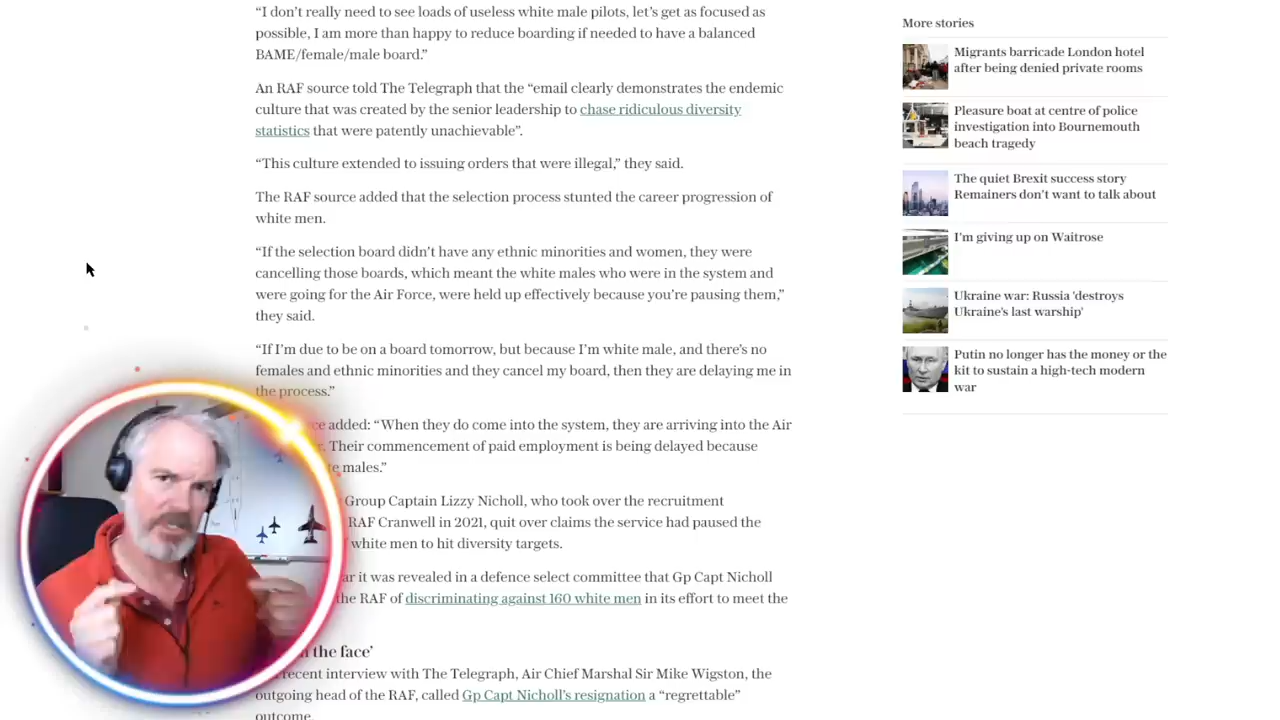 “I don’t really need to see loads of useless white male pilots, let’s get as focused as
possible, I am more than happy to reduce boarding if needed to have a balanced
BAME/female/male board.”
An RAF source told The Telegraph that the “email clearly demonstrates the endemic
culture that was created by the senior leadership to chase ridiculous diversity
statistics that were patently unachievable”.
“This culture extended to issuing orders that were illegal,” they said.
The RAF source added that the selection process stunted the career progression of
white men.
“If the selection board didn’t have any ethnic minorities and women, they were
cancelling those boards, which meant the white males who were in the system and
were going for the Air Force, were held up effectively because you’re pausing them,”
they said.
“If I’m due to be on a board tomorrow, but because I’m white male, and there’s no
females and ethnic minorities and they cancel my board, then they are delaying me in
the process.”
added: “When they do come into the system, they are arriving into the Air
Their commencement of paid employment is being delayed because
males.”
Group Captain Lizzy Nicholl, who took over the recruitment
RAF Cranwell in 2021, quit over claims the service had paused the
white men to hit diversity targets.
it was revealed in a defence select committee that Gp Capt Nicholl
the RAF of discriminating against 160 white men in its effort to meet the
the face’
recent interview with The Telegraph, Air Chief Marshal Sir Mike Wigston, the
outgoing head of the RAF, called Gp Capt Nicholl’s resignation a “regrettable”
outcome.
More stories
Migrants barricade London hotel
after being denied private rooms
Pleasure boat at centre of police
investigation into Bournemouth
beach tragedy
The quiet Brexit success story
Remainers don’t want to talk about
I’m giving up on Waitrose
Ukraine war: Russia ‘destroys
Ukraine’s last warship’
Putin no longer has the money or the
kit to sustain a high-tech modern
war